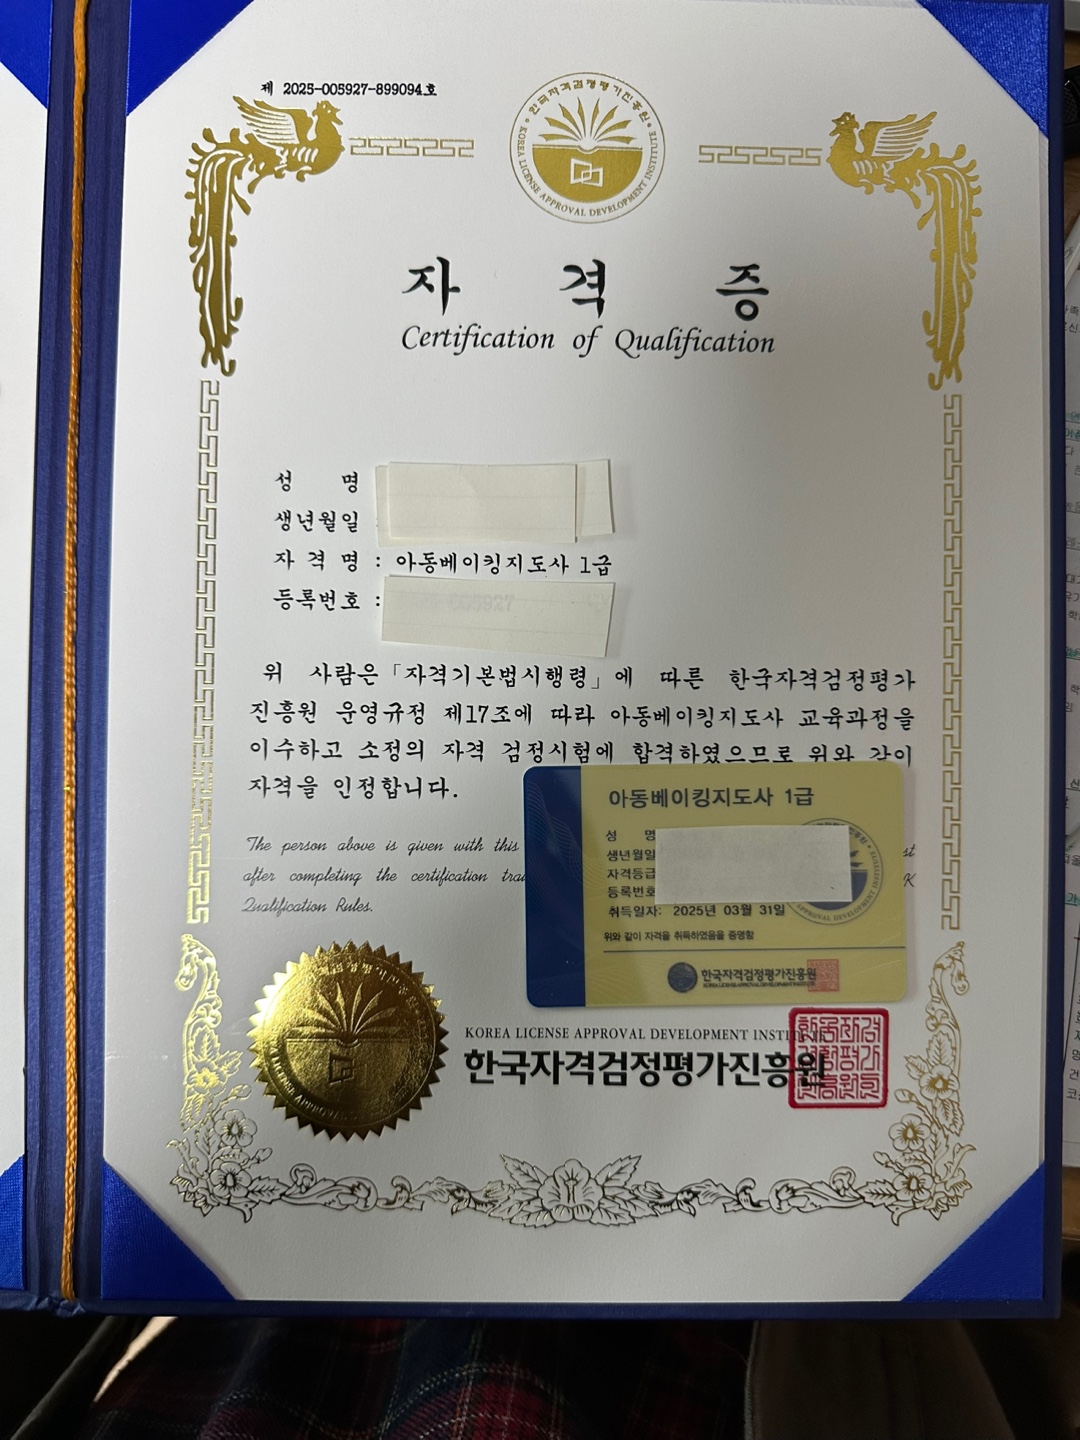 제 2025-005927-899094호
한국자격검정평가진흥원
KOREA LICENSE APPROVAL DEVELOPMENT INSTITUTE
자 격 증
Certification of Qualification
성 명
생년월일
자 격 명 : 아동베이킹지도사 1급
등록번호 :
위 사람은 「자격기본법시행령」에 따른 한국자격검정평가
진흥원 운영규정 제17조에 따라 아동베이킹지도사 교육과정을
이수하고 소정의 자격 검정시험에 합격하였으므로 위와 같이
자격을 인정합니다.
The person above is given with this
after completing the certification
Qualification Rules.
아동베이킹지도사 1급
성 명
생년월일
자격등급
등록번호
취득일자: 2025년 03월 31일
위와 같이 자격을 취득하였음을 증명함
한국자격검정평가진흥원
KOREA LICENSE APPROVAL DEVELOPMENT INSTITUTE
KOREA LICENSE APPROVAL DEVELOPMENT INSTITUTE
한국자격검정평가진흥원